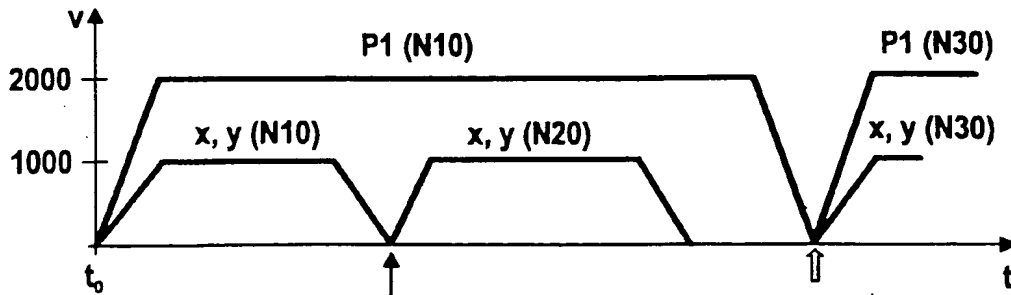 v
P1 (N10)
P1 (N30)
2000
x, y (N10)
x, y (N20)
x, y (N30)
1000
t₀
t